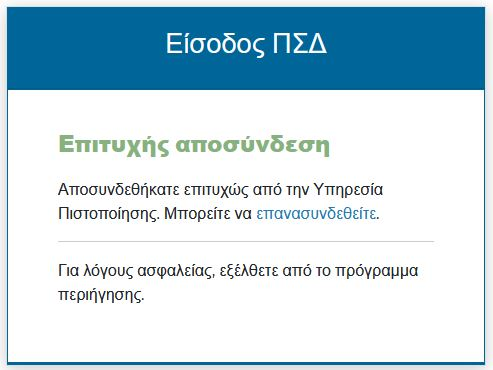 Είσοδος ΠΣΔ
Επιτυχής αποσύνδεση
Αποσυνδεθήκατε επιτυχώς από την Υπηρεσία
Πιστοποίησης. Μπορείτε να επανασυνδεθείτε.
Για λόγους ασφαλείας, εξέλθετε από το πρόγραμμα
περιήγησης.